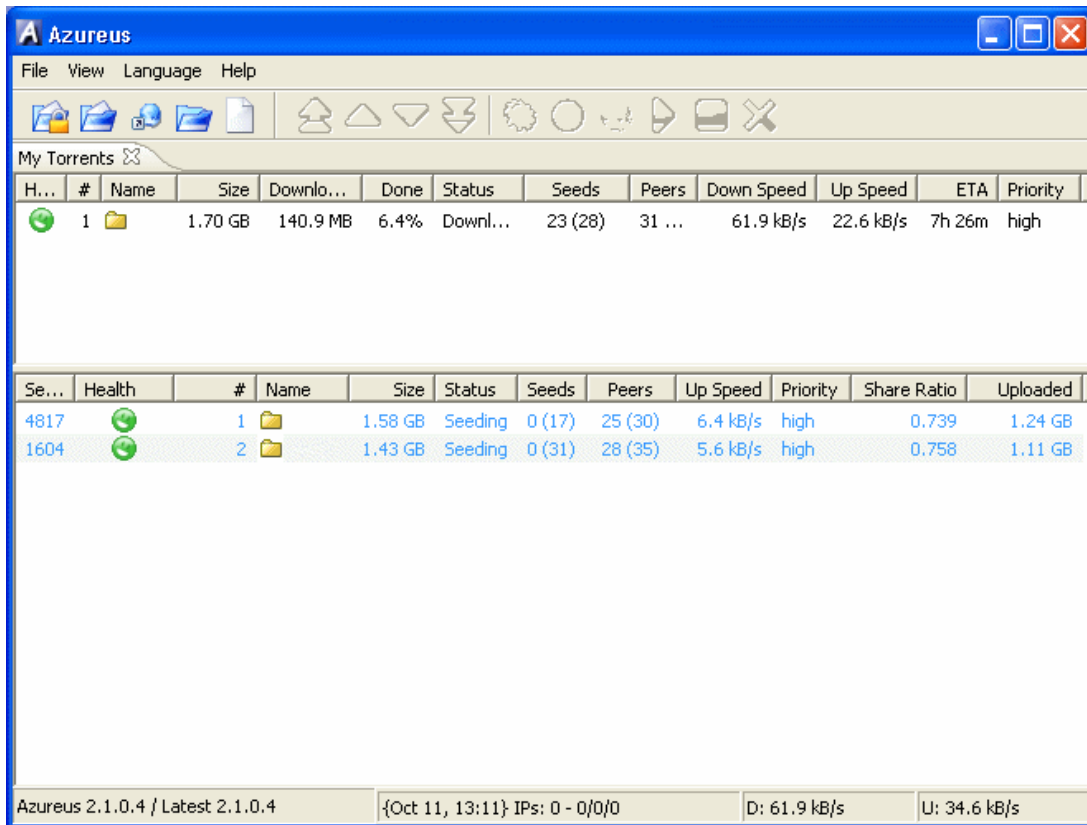 Azureus
File View Language Help
My Torrents
H... # Name Size Downlo... Done Status Seeds Peers Down Speed Up Speed ETA Priority
1 1.70 GB 140.9 MB 6.4% Downl... 23 (28) 31 ... 61.9 kB/s 22.6 kB/s 7h 26m high
Se... Health # Name Size Status Seeds Peers Up Speed Priority Share Ratio Uploaded
4817 1 1.58 GB Seeding 0 (17) 25 (30) 6.4 kB/s high 0.739 1.24 GB
1604 2 1.43 GB Seeding 0 (31) 28 (35) 5.6 kB/s high 0.758 1.11 GB
Azureus 2.1.0.4 / Latest 2.1.0.4 {Oct 11, 13:11} IPs: 0 - 0/0/0 D: 61.9 kB/s U: 34.6 kB/s